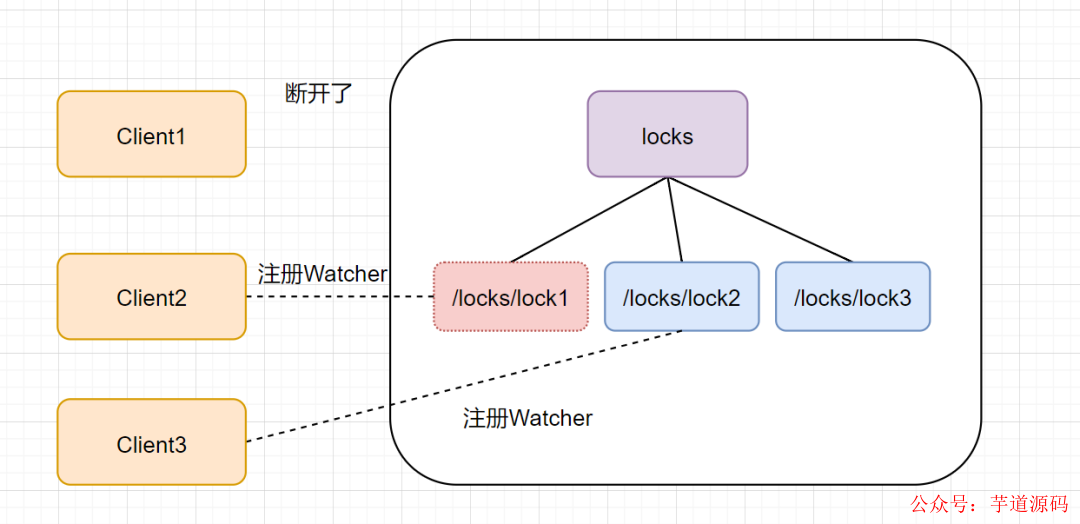 断开了
Client1
locks
注册Watcher
Client2
/locks/lock1
/locks/lock2
/locks/lock3
Client3
注册Watcher
公众号：芋道源码